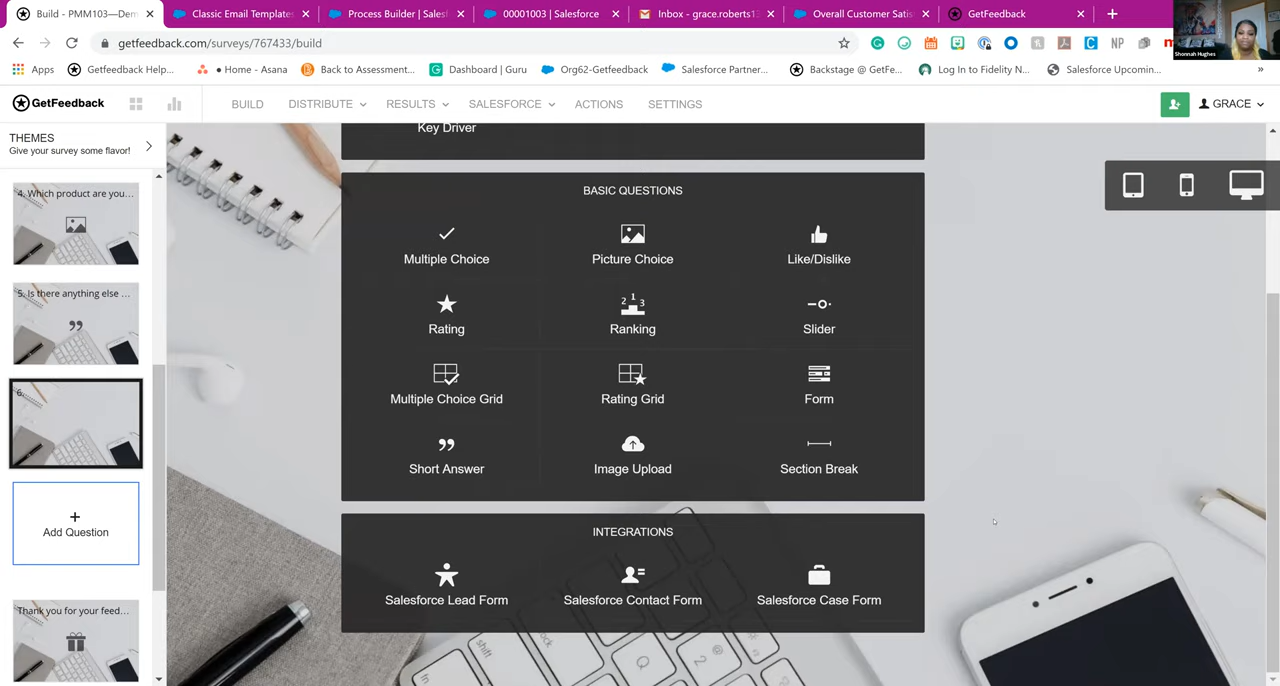 Build - PMM103—Dem
Classic Email Templates
Process Builder | Sales
00001003 | Salesforce
Inbox - grace.roberts1
Overall Customer Satis
GetFeedback
getfeedback.com/surveys/767433/build
NP
Shonnah Hughes
Apps
Getfeedback Help...
• Home - Asana
Back to Assessment...
Dashboard | Guru
Org62-Getfeedback
Salesforce Partner...
Backstage @ GetFe...
Log In to Fidelity N...
Salesforce Upcomin...
»
GetFeedback
BUILD
DISTRIBUTE
RESULTS
SALESFORCE
ACTIONS
SETTINGS
GRACE
THEMES
Give your survey some flavor!
4. Which product are you...
5. Is there anything else ...
6.
+
Add Question
Thank you for your feed...
Key Driver
BASIC QUESTIONS
Multiple Choice
Picture Choice
Like/Dislike
Rating
Ranking
Slider
Multiple Choice Grid
Rating Grid
Form
Short Answer
Image Upload
Section Break
INTEGRATIONS
Salesforce Lead Form
Salesforce Contact Form
Salesforce Case Form